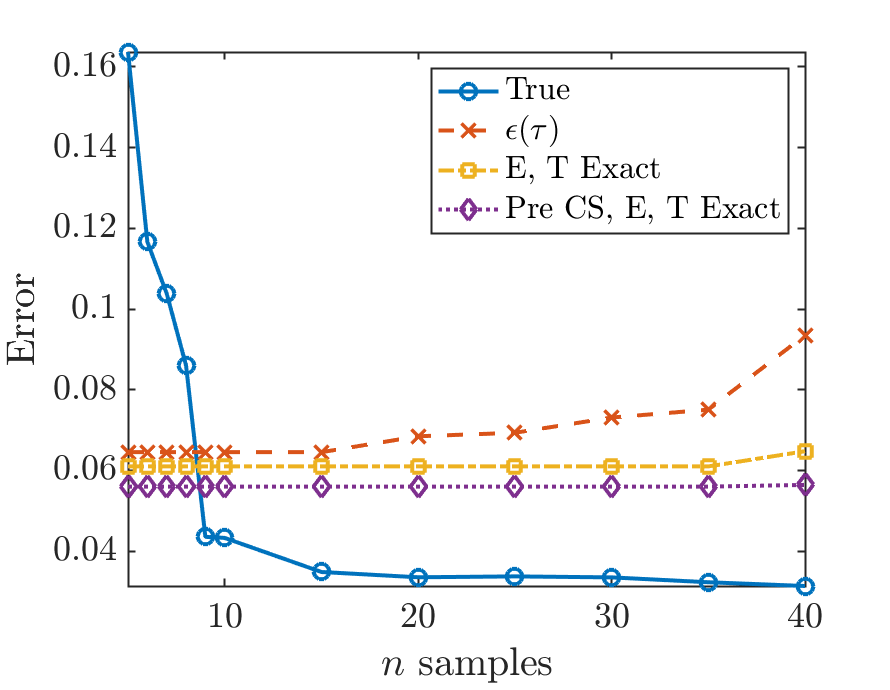 0.16
0.14
0.12
0.1
0.08
0.06
0.04
Error
True
ϵ(τ)
E, T Exact
Pre CS, E, T Exact
10 20 30 40
n samples